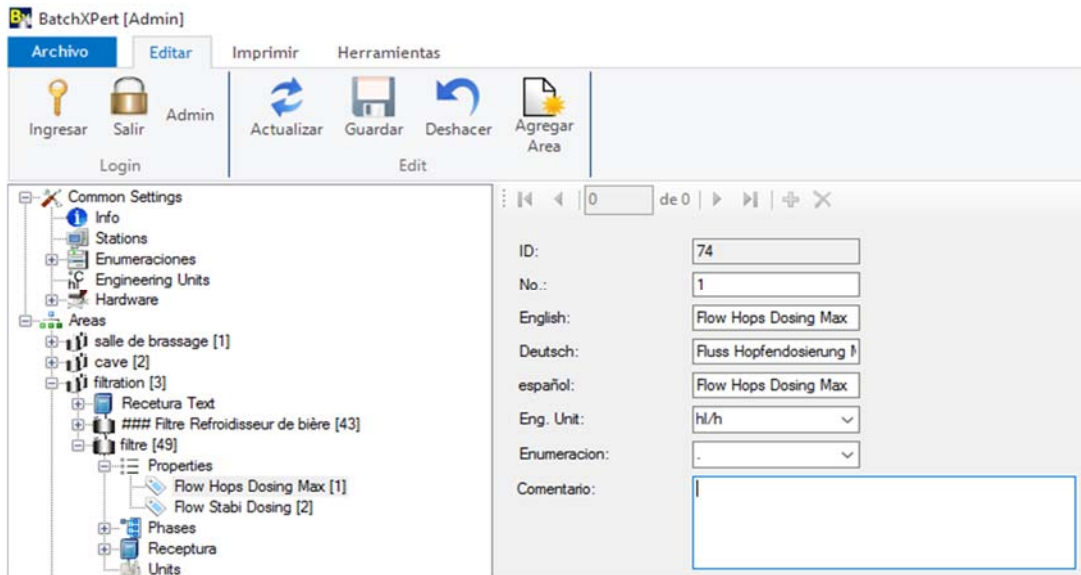 BatchXPert [Admin]
Archivo Editar Imprimir Herramientas
Ingresar Salir Admin Actualizar Guardar Deshacer Agregar Area
Login Edit
Common Settings
Info
Stations
Enumeraciones
Engineering Units
Hardware
Areas
salle de brassage [1]
cave [2]
filtration [3]
Recetura Text
### Filtre Refroidisseur de bière [43]
filtre [49]
Properties
Flow Hops Dosing Max [1]
Flow Stabi Dosing [2]
Phases
Receptura
Units
0 de 0
ID: 74
No.: 1
English: Flow Hops Dosing Max
Deutsch: Fluss Hopfendosierung
español: Flow Hops Dosing Max
Eng. Unit: hl/h
Enumeracion: .
Comentario: